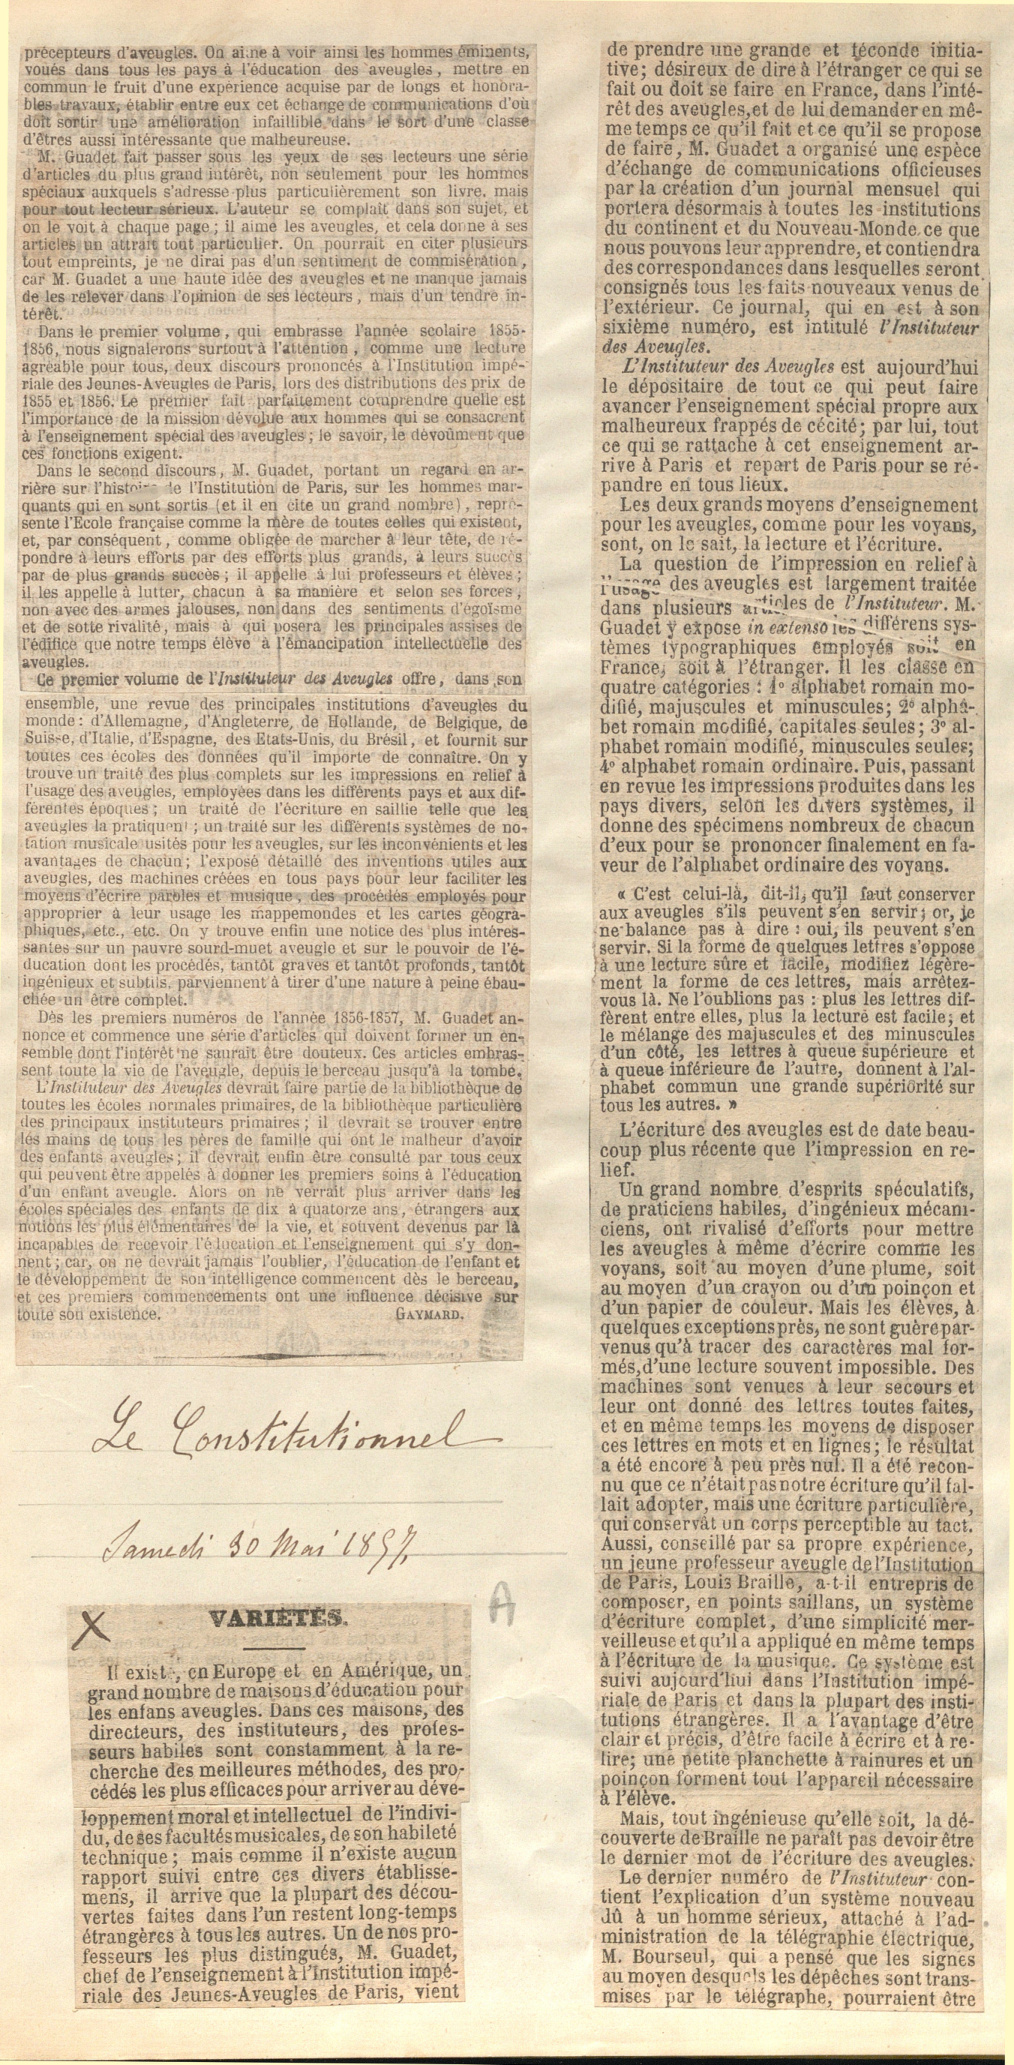 précepteurs d'aveugles. On aime à voir ainsi les hommes éminents,
voués dans tous les pays à l'éducation des aveugles, mettre en
commun le fruit d'une experience acquise par de longs et honora-
bles travaux, établir entre eux cet échange de communications d'où
doit sortir une amélioration infaillible dans le sort d'une classe
d'êtres aussi intéressante que malheureuse.
M. Guadet fait passer sous les yeux de ses lecteurs une série
d'articles du plus grand intérêt, non seulement pour les hommes
spéciaux auxquels s'adresse plus particulièrement son livre, mais
pour tout lecteur sérieux. L'auteur se complaît dans son sujet, et
on le voit à chaque page; il aime les aveugles, et cela donne à ses
articles un attrait tout particulier. On pourrait en citer plusieurs
tout empreints, je ne dirai pas d'un sentiment de commisération,
car M. Guadet a une haute idée des aveugles et ne manque jamais
de les relever dans l'opinion de ses lecteurs, mais d'un tendre in-
térêt.
Dans le premier volume, qui embrasse l'année scolaire 1855-
1856, nous signalerons surtout à l'attention, comme une lecture
agréable pour tous, deux discours prononcés à l'Institution impé-
riale des Jeunes-Aveugles de Paris, lors des distributions des prix de
1855 et 1856. Le premier fait parfaitement comprendre quelle est
l'importance de la mission dévolue aux hommes qui se consacrent
à l'enseignement spécial des aveugles; le savoir, le dévoûment que
ces fonctions exigent.
Dans le second discours, M. Guadet, portant un regard en ar-
rière sur l'histoire de l'Institution de Paris, sur les hommes mar-
quants qui en sont sortis (et il en cite un grand nombre), repré-
sente l'Ecole française comme la mère de toutes celles qui existent,
et, par conséquent, comme obligée de marcher à leur tête, de ré-
pondre à leurs efforts par des efforts plus grands, à leurs succès
par de plus grands succès; il appelle à lui professeurs et élèves;
il les appelle à lutter, chacun à sa manière et selon ses forces,
non avec des armes jalouses, non dans des sentiments d'égoïsme
et de sotte rivalité, mais à qui posera les principales assises de
l'édifice que notre temps élève à l'émancipation intellectuelle des
aveugles.
Ce premier volume de l'Instituteur des Aveugles offre, dans son
ensemble, une revue des principales institutions d'aveugles du
monde: d'Allemagne, d'Angleterre, de Hollande, de Belgique, de
Suisse, d'Italie, d'Espagne, des Etats-Unis, du Brésil, et fournit sur
toutes ces écoles des données qu'il importe de connaître. On y
trouve un traité des plus complets sur les impressions en relief à
l'usage des aveugles, employées dans les différents pays et aux dif-
férentes époques; un traité de l'écriture en saillie telle que les
aveugles la pratiquent; un traité sur les différents systèmes de no-
tation musicale usités pour les aveugles, sur les inconvénients et les
avantages de chacun; l'exposé détaillé des inventions utiles aux
aveugles, des machines créées en tous pays pour leur faciliter les
moyens d'écrire paroles et musique, des procédés employés pour
approprier à leur usage les mappemondes et les cartes géogra-
phiques, etc., etc. On y trouve enfin une notice des plus intéres-
santes sur un pauvre sourd-muet aveugle et sur le pouvoir de l'é-
ducation dont les procédés, tantôt graves et tantôt profonds, tantôt
ingénieux et subtils, parviennent à tirer d'une nature à peine ébau-
chée un être complet.
Dès les premiers numéros de l'année 1856-1857, M. Guadet an-
nonce et commence une série d'articles qui doivent former un en-
semble dont l'intérêt ne saurait être douteux. Ces articles embras-
sent toute la vie de l'aveugle, depuis le berceau jusqu'à la tombe.
L'Instituteur des Aveugles devrait faire partie de la bibliothèque de
toutes les écoles normales primaires, de la bibliothèque particulière
des principaux instituteurs primaires; il devrait se trouver entre
les mains de tous les pères de famille qui ont le malheur d'avoir
des enfants aveugles; il devrait enfin être consulté par tous ceux
qui peuvent être appelés à donner les premiers soins à l'éducation
d'un enfant aveugle. Alors on ne verrait plus arriver dans les
écoles spéciales des enfants de dix à quatorze ans, étrangers aux
notions les plus élémentaires de la vie, et souvent devenus par là
incapables de recevoir l'éducation et l'enseignement qui s'y don-
nent; car, on ne devrait jamais l'oublier, l'éducation de l'enfant et
le développement de son intelligence commencent dès le berceau,
et ces premiers commencements ont une influence décisive sur
toute son existence. GAYMARD.
Le Constitutionnel
Samedi 30 Mai 1857
A
X
VARIÉTÉS.
Il existe, en Europe et en Amérique, un
grand nombre de maisons d'éducation pour
les enfans aveugles. Dans ces maisons, des
directeurs, des instituteurs, des profes-
seurs habiles sont constamment à la re-
cherche des meilleures méthodes, des pro-
cédés les plus efficaces pour arriver au déve-
loppement moral et intellectuel de l'indivi-
du, de ses facultés musicales, de son habileté
technique; mais comme il n'existe aucun
rapport suivi entre ces divers établisse-
mens, il arrive que la plupart des décou-
vertes faites dans l'un restent long-temps
étrangères à tous les autres. Un de nos pro-
fesseurs les plus distingués, M. Guadet,
chef de l'enseignement à l'Institution impé-
riale des Jeunes-Aveugles de Paris, vient
de prendre une grande et féconde initia-
tive; désireux de dire à l'étranger ce qui se
fait ou doit se faire en France, dans l'inté-
rêt des aveugles, et de lui demander en mê-
me temps ce qu'il fait et ce qu'il se propose
de faire, M. Guadet a organisé une espèce
d'échange de communications officieuses
par la création d'un journal mensuel qui
portera désormais à toutes les institutions
du continent et du Nouveau-Monde ce que
nous pouvons leur apprendre, et contiendra
des correspondances dans lesquelles seront
consignés tous les faits nouveaux venus de
l'extérieur. Ce journal, qui en est à son
sixième numéro, est intitulé l'Instituteur
des Aveugles.
L'Instituteur des Aveugles est aujourd'hui
le dépositaire de tout ce qui peut faire
avancer l'enseignement spécial propre aux
malheureux frappés de cécité; par lui, tout
ce qui se rattache à cet enseignement ar-
rive à Paris et repart de Paris pour se ré-
pandre en tous lieux.
Les deux grands moyens d'enseignement
pour les aveugles, comme pour les voyans,
sont, on le sait, la lecture et l'écriture.
La question de l'impression en relief à
l'usage des aveugles est largement traitée
dans plusieurs articles de l'Instituteur. M.
Guadet y expose in extenso les différens sys-
tèmes typographiques employés soit en
France, soit à l'étranger. Il les classe en
quatre catégories: 1° alphabet romain mo-
difié, majuscules et minuscules; 2° alpha-
bet romain modifié, capitales seules; 3° al-
phabet romain modifié, minuscules seules;
4° alphabet romain ordinaire. Puis, passant
en revue les impressions produites dans les
pays divers, selon les divers systèmes, il
donne des spécimens nombreux de chacun
d'eux pour se prononcer finalement en fa-
veur de l'alphabet ordinaire des voyans.
« C'est celui-là, dit-il, qu'il faut conserver
aux aveugles s'ils peuvent s'en servir; or, je
ne balance pas à dire: oui, ils peuvent s'en
servir. Si la forme de quelques lettres s'oppose
à une lecture sûre et facile, modifiez légère-
ment la forme de ces lettres, mais arrêtez-
vous là. Ne l'oublions pas: plus les lettres dif-
fèrent entre elles, plus la lecture est facile; et
le mélange des majuscules et des minuscules
d'un côté, les lettres à queue supérieure et
à queue inférieure de l'autre, donnent à l'al-
phabet commun une grande supériorité sur
tous les autres. »
L'écriture des aveugles est de date beau-
coup plus récente que l'impression en re-
lief.
Un grand nombre d'esprits spéculatifs,
de praticiens habiles, d'ingénieux mécani-
ciens, ont rivalisé d'efforts pour mettre
les aveugles à même d'écrire comme les
voyans, soit au moyen d'une plume, soit
au moyen d'un crayon ou d'un poinçon et
d'un papier de couleur. Mais les élèves, à
quelques exceptions près, ne sont guère par-
venus qu'à tracer des caractères mal for-
més, d'une lecture souvent impossible. Des
machines sont venues à leur secours et
leur ont donné des lettres toutes faites,
et en même temps les moyens de disposer
ces lettres en mots et en lignes; le résultat
a été encore à peu près nul. Il a été recon-
nu que ce n'était pas notre écriture qu'il fal-
lait adopter, mais une écriture particulière,
qui conservât un corps perceptible au tact.
Aussi, conseillé par sa propre expérience,
un jeune professeur aveugle de l'Institution
de Paris, Louis Braille, a-t-il entrepris de
composer, en points saillans, un système
d'écriture complet, d'une simplicité mer-
veilleuse et qu'il a appliqué en même temps
à l'écriture de la musique. Ce système est
suivi aujourd'hui dans l'Institution impé-
riale de Paris et dans la plupart des insti-
tutions étrangères. Il a l'avantage d'être
clair et précis, d'être facile à écrire et à re-
lire; une petite planchette à rainures et un
poinçon forment tout l'appareil nécessaire
à l'élève.
Mais, tout ingénieuse qu'elle soit, la dé-
couverte de Braille ne paraît pas devoir être
le dernier mot de l'écriture des aveugles.
Le dernier numéro de l'Instituteur con-
tient l'explication d'un système nouveau
dû à un homme sérieux, attaché à l'ad-
ministration de la télégraphie électrique,
M. Bourseul, qui a pensé que les signes
au moyen desquels les dépêches sont trans-
mises par le télégraphe, pourraient être